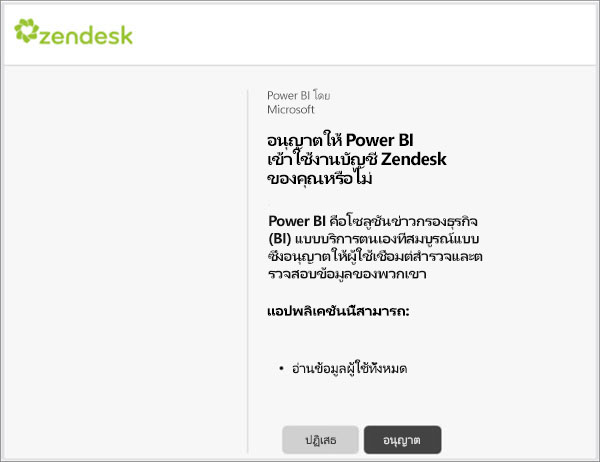 zendesk
Power BI โดย
Microsoft
อนุญาตให้ Power BI
เข้าใช้งานบัญชี Zendesk
ของคุณหรือไม่
Power BI คือโซลูชันข่าวกรองธุรกิจ
(BI) แบบบริการตนเองที่สมบูรณ์แบบ
ซึ่งอนุญาตให้ผู้ใช้เชื่อมต่สำรวจและต
รวจสอบข้อมูลของพวกเขา
แอปพลิเคชันนี้สามารถ:
• อ่านข้อมูลผู้ใช้ทั้งหมด
ปฏิเสธ อนุญาต